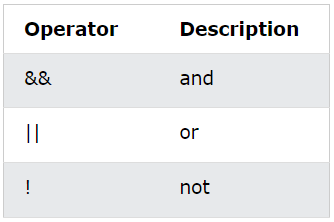 Operator Description
&& and
|| or
! not